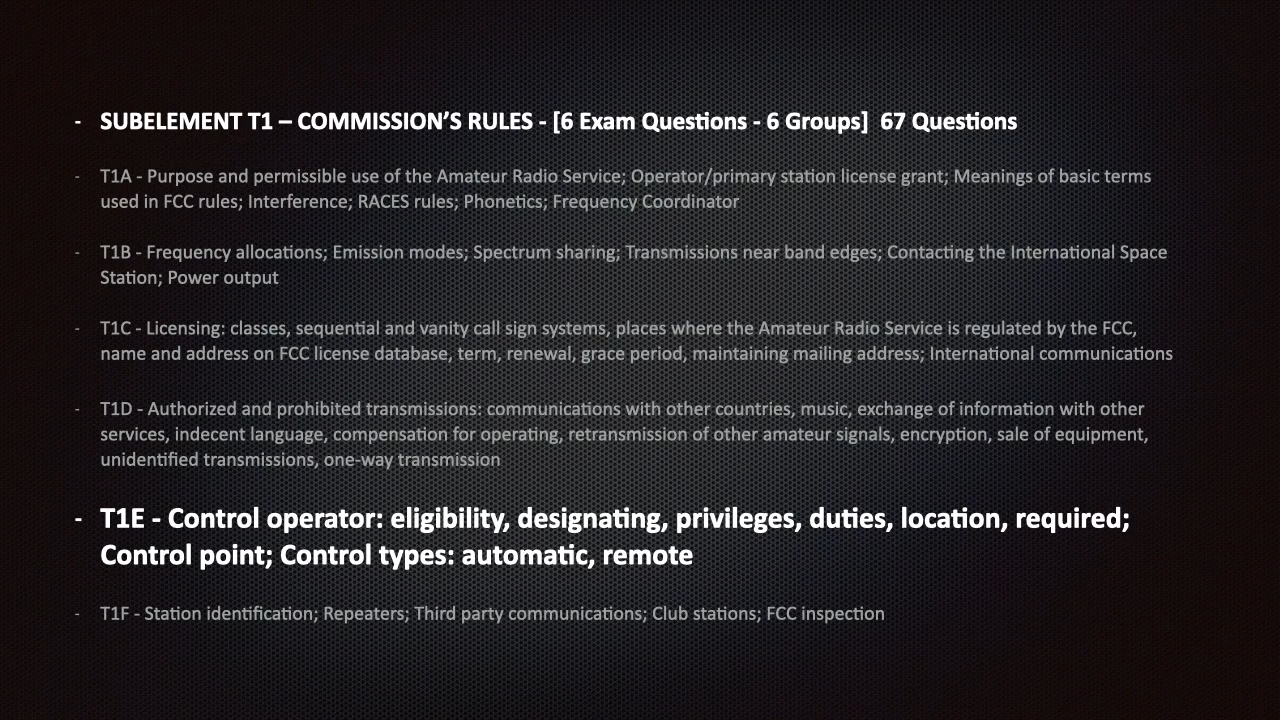 - SUBELEMENT T1 – COMMISSION’S RULES - [6 Exam Questions - 6 Groups]  67 Questions
- T1A - Purpose and permissible use of the Amateur Radio Service; Operator/primary station license grant; Meanings of basic terms
used in FCC rules; Interference; RACES rules; Phonetics; Frequency Coordinator
- T1B - Frequency allocations; Emission modes; Spectrum sharing; Transmissions near band edges; Contacting the International Space
Station; Power output
- T1C - Licensing: classes, sequential and vanity call sign systems, places where the Amateur Radio Service is regulated by the FCC,
name and address on FCC license database, term, renewal, grace period, maintaining mailing address; International communications
- T1D - Authorized and prohibited transmissions: communications with other countries, music, exchange of information with other
services, indecent language, compensation for operating, retransmission of other amateur signals, encryption, sale of equipment,
unidentified transmissions, one-way transmission
- T1E - Control operator: eligibility, designating, privileges, duties, location, required;
Control point; Control types: automatic, remote
- T1F - Station identification; Repeaters; Third party communications; Club stations; FCC inspection